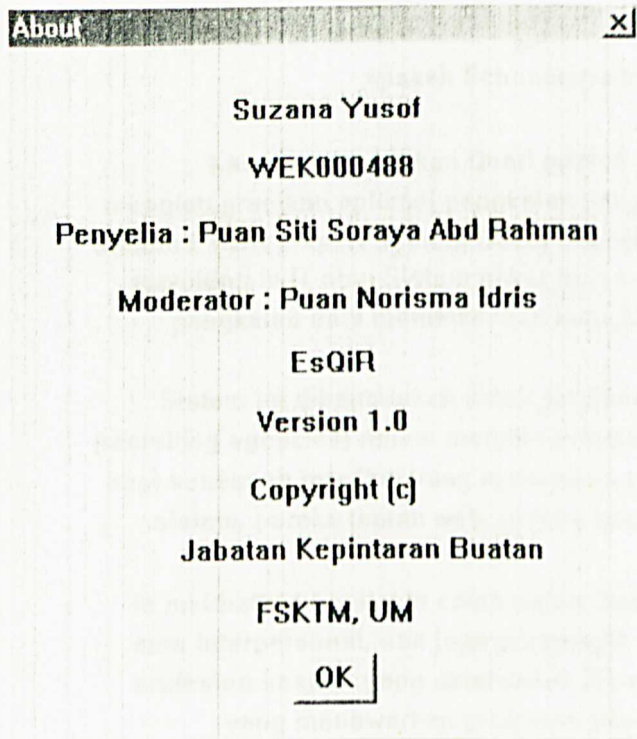 About
Suzana Yusof
WEK000488
Penyelia : Puan Siti Soraya Abd Rahman
Moderator : Puan Norisma Idris
EsQiR
Version 1.0
Copyright (c)
Jabatan Kepintaran Buatan
FSKTM, UM
OK